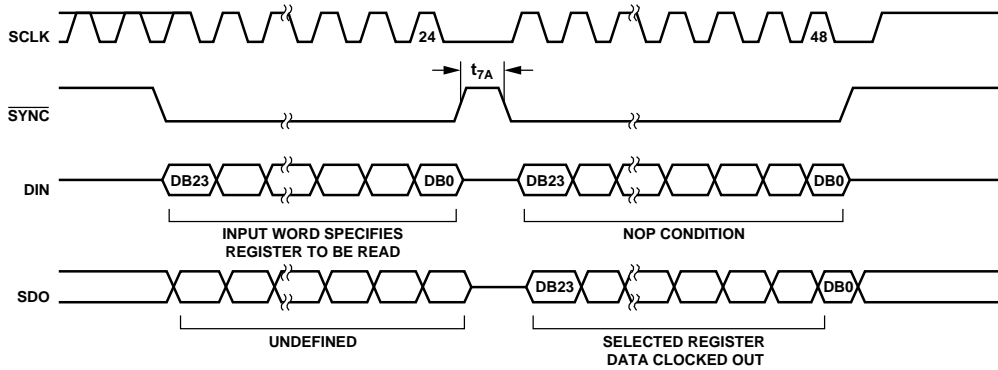 SCLK
24
48
t7A
SYNC
DIN
DB23
DB0
DB23
DB0
INPUT WORD SPECIFIES
REGISTER TO BE READ
NOP CONDITION
SDO
DB23
DB0
UNDEFINED
SELECTED REGISTER
DATA CLOCKED OUT